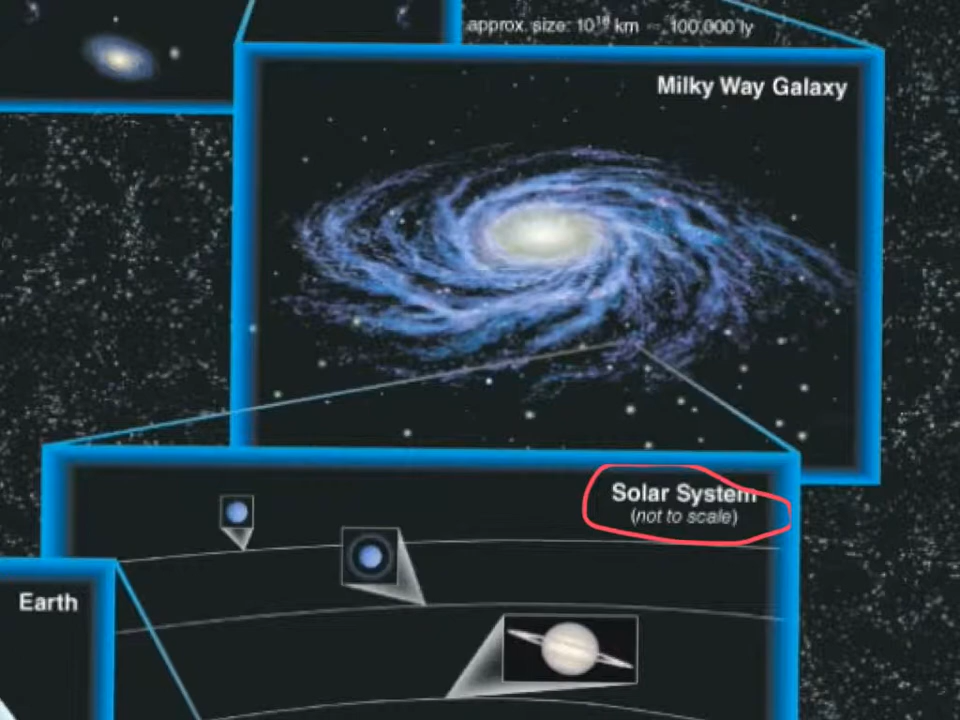 approx. size: 10¹⁸ km ≈ 100,000 ly
Milky Way Galaxy
Solar System
(not to scale)
Earth